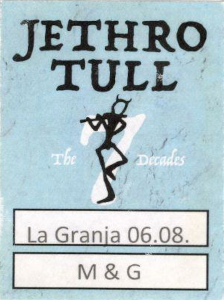 JETHRO
TULL
The 7 Decades
La Granja 06.08.
M & G